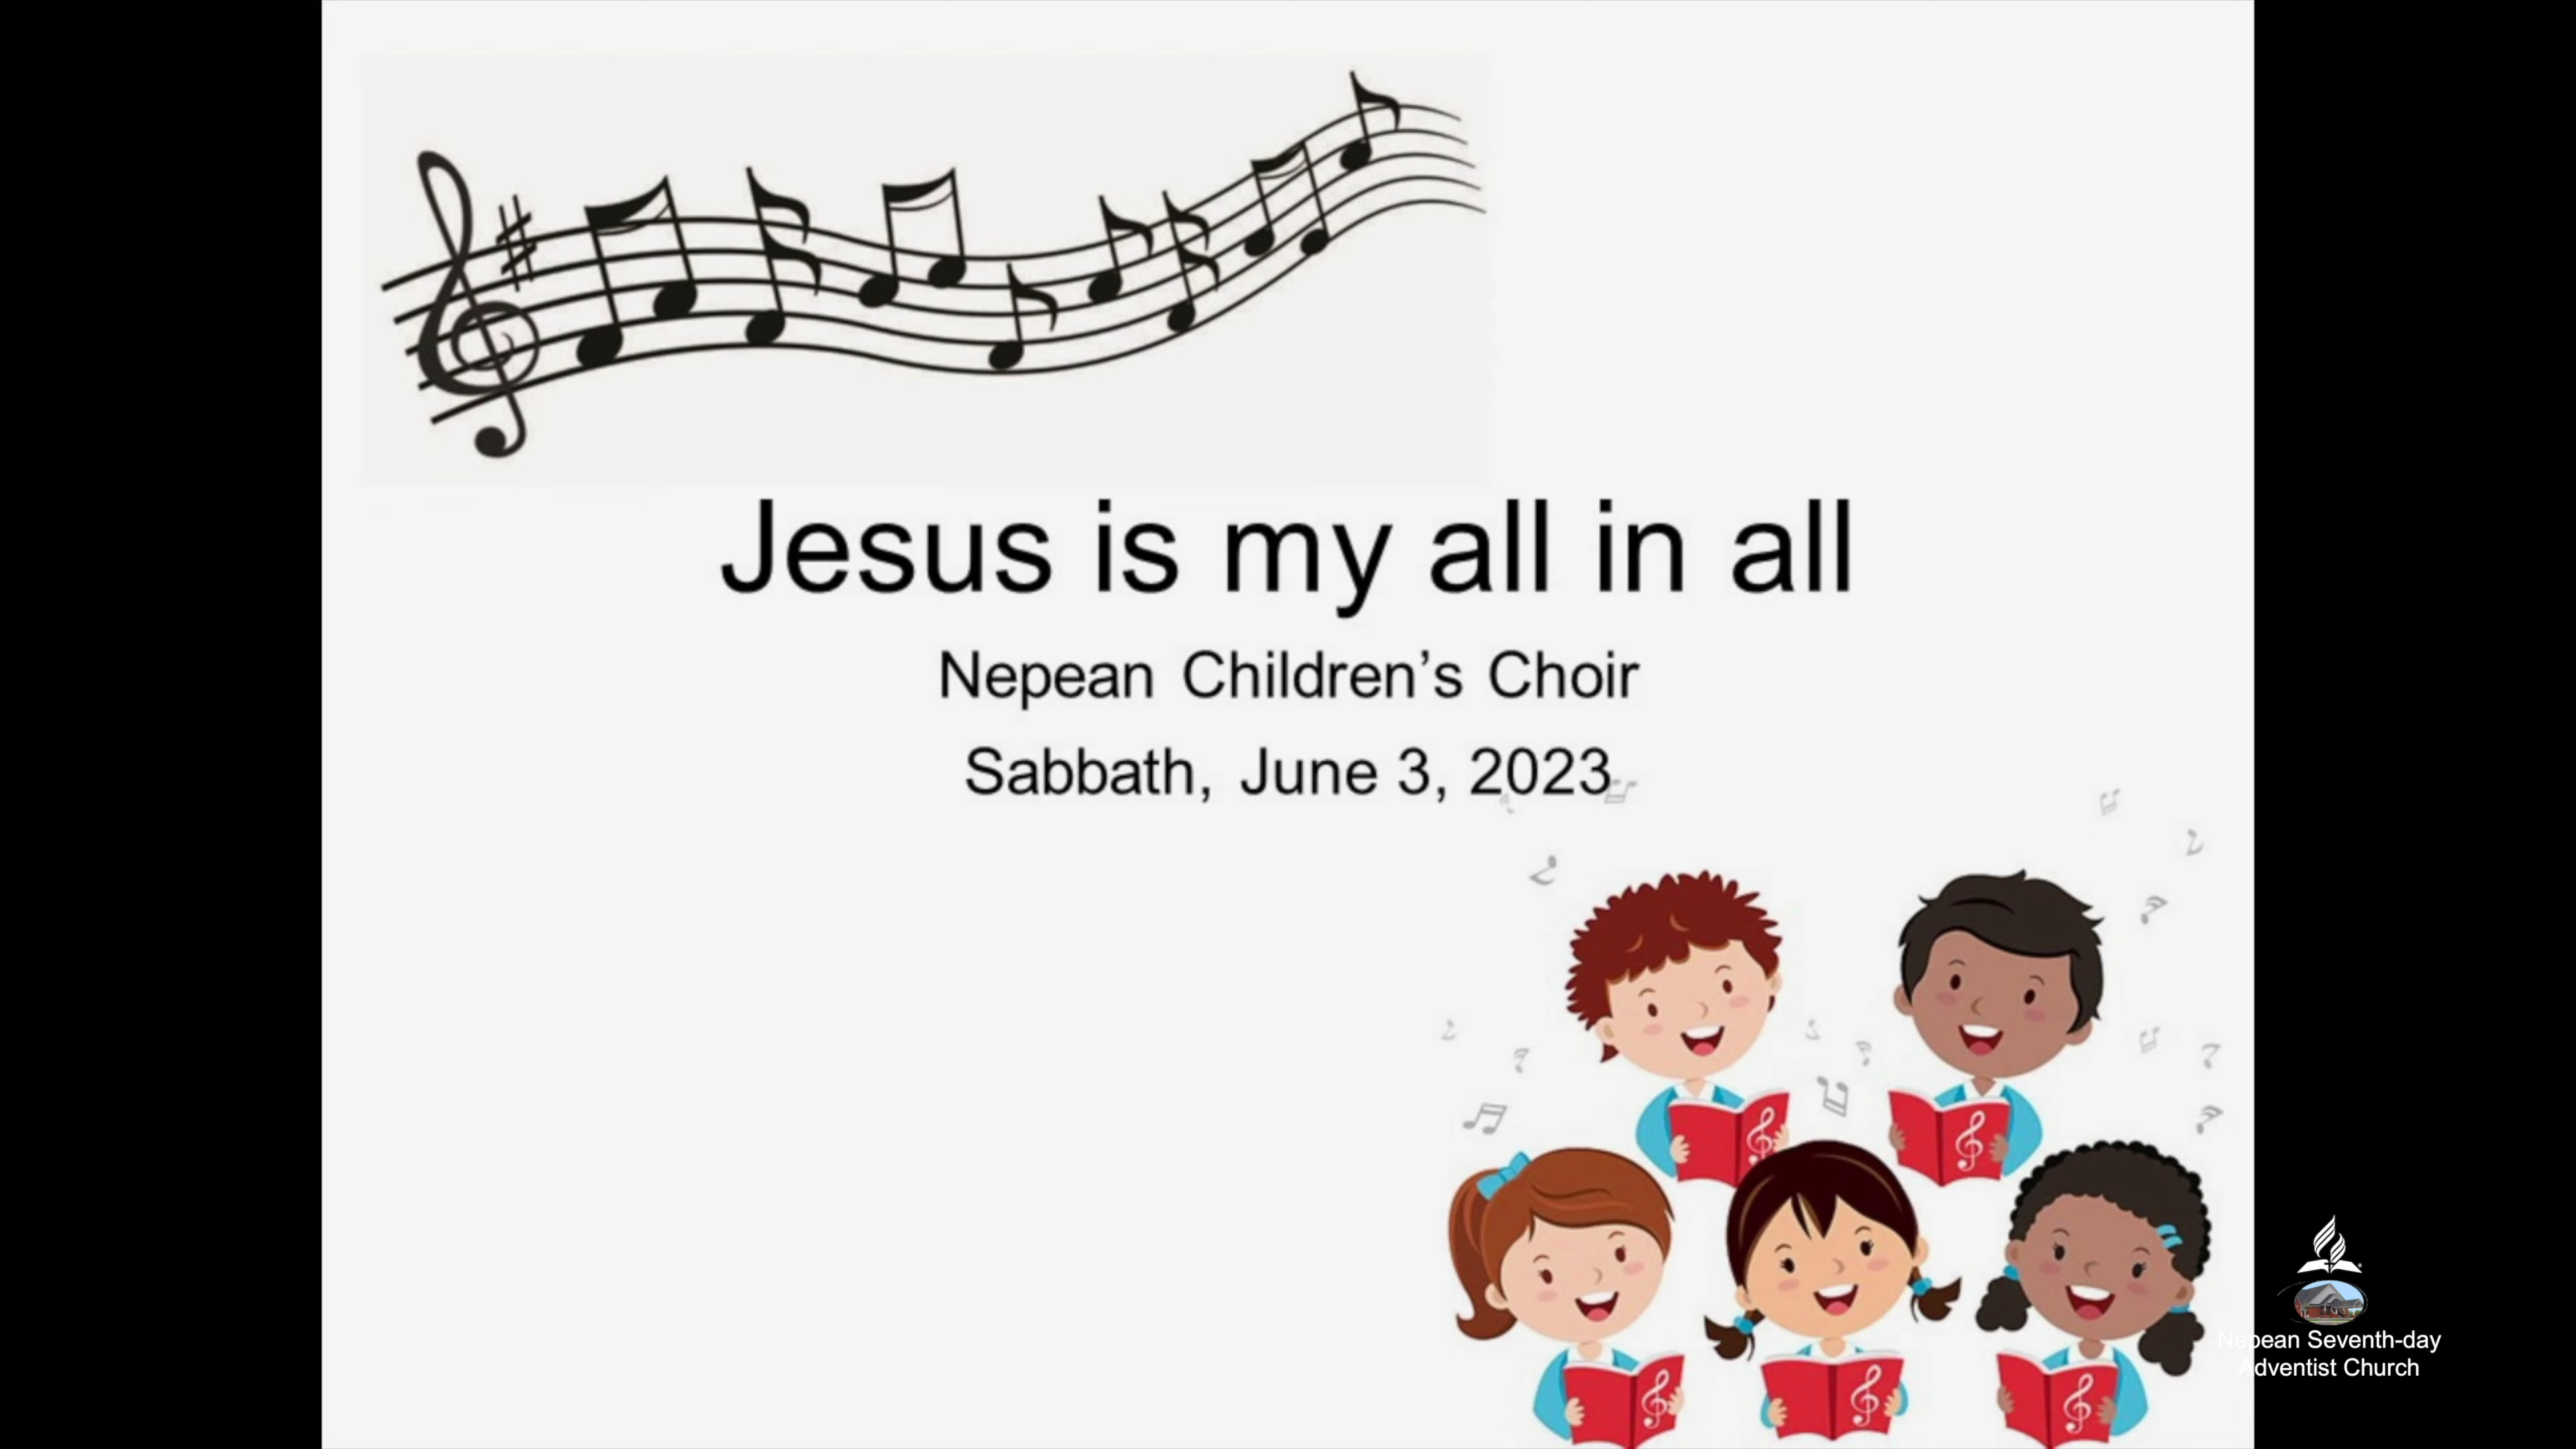 Jesus is my all in all
Nepean Children’s Choir
Sabbath, June 3, 2023
Nepean Seventh-day
Adventist Church